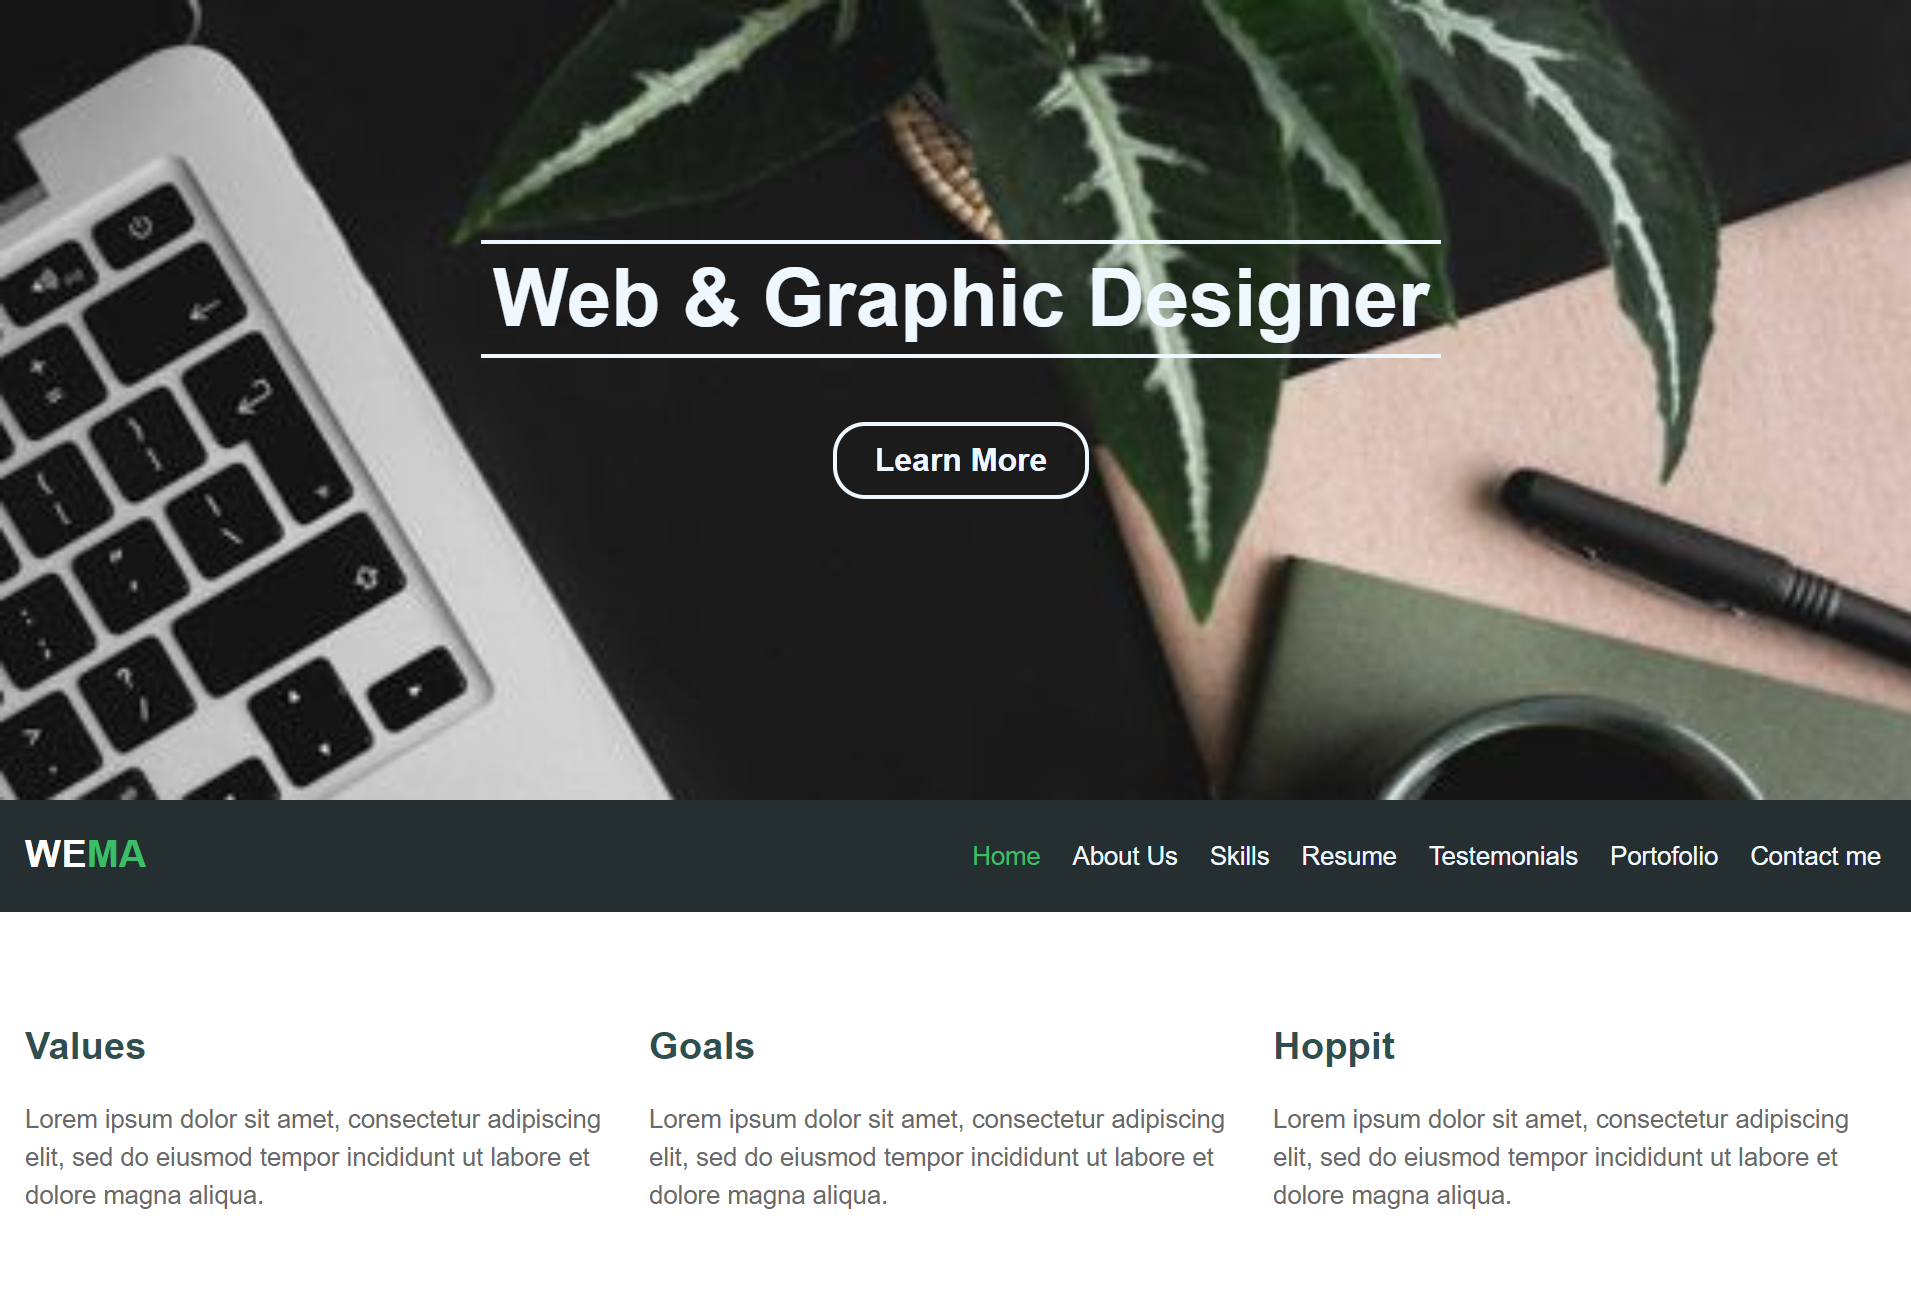 Web & Graphic Designer
Learn More
WEMA
Home About Us Skills Resume Testemonials Portofolio Contact me
Values
Lorem ipsum dolor sit amet, consectetur adipiscing
elit, sed do eiusmod tempor incididunt ut labore et
dolore magna aliqua.
Goals
Lorem ipsum dolor sit amet, consectetur adipiscing
elit, sed do eiusmod tempor incididunt ut labore et
dolore magna aliqua.
Hoppit
Lorem ipsum dolor sit amet, consectetur adipiscing
elit, sed do eiusmod tempor incididunt ut labore et
dolore magna aliqua.